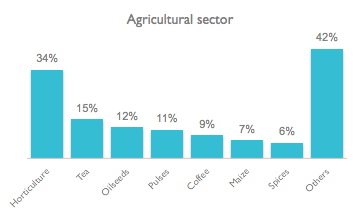 Agricultural sector
34%
15%
12%
11%
9%
7%
6%
42%
Horticulture
Tea
Oilseeds
Pulses
Coffee
Maize
Spices
Others